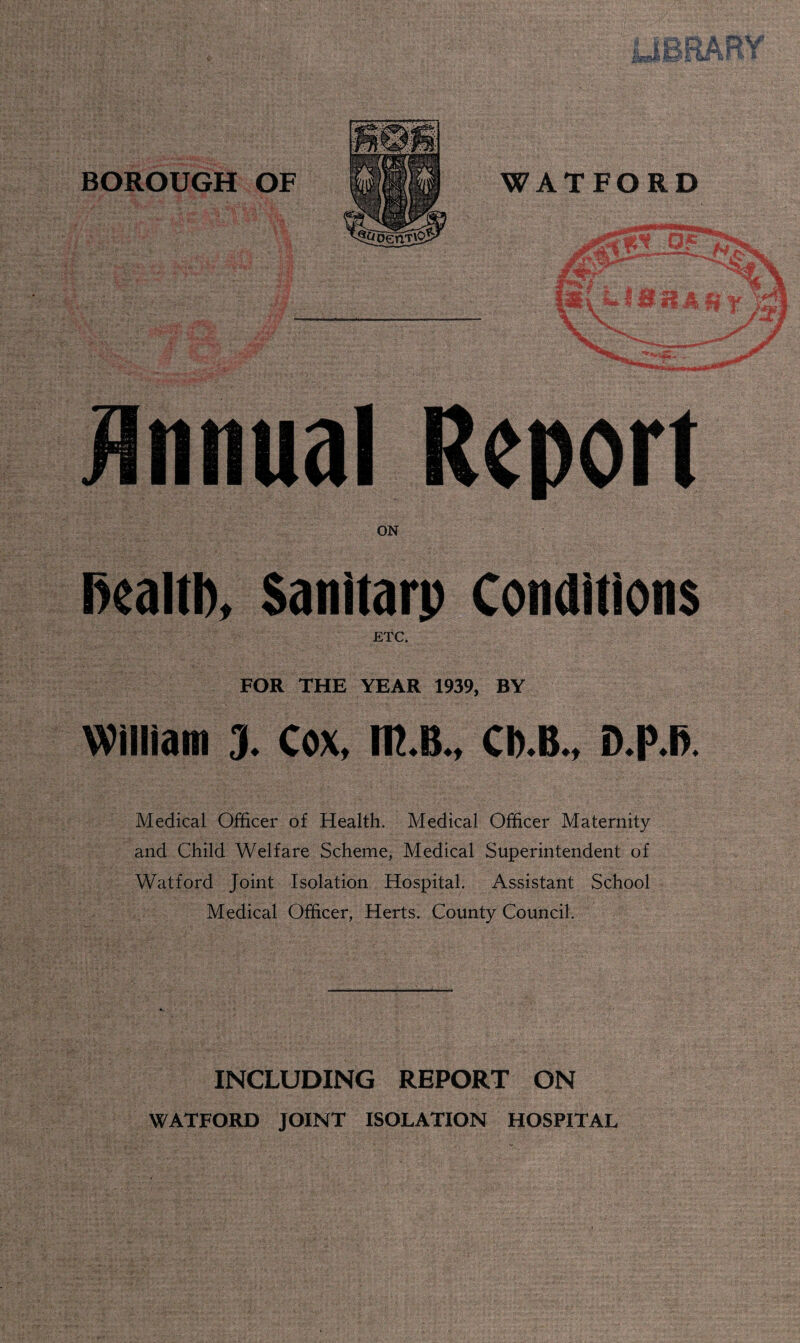 LIBRARY
BOROUGH OF WATFORD
AUDENTIOR
LIBRARY
78
Annual Report
ON
Health, Sanitary Conditions
ETC.
FOR THE YEAR 1939, BY
William J. Cox, M.B., Ch.B., D.P.H.
Medical Officer of Health. Medical Officer Maternity
and Child Welfare Scheme, Medical Superintendent of
Watford Joint Isolation Hospital. Assistant School
Medical Officer, Herts. County Council.
INCLUDING REPORT ON
WATFORD JOINT ISOLATION HOSPITAL